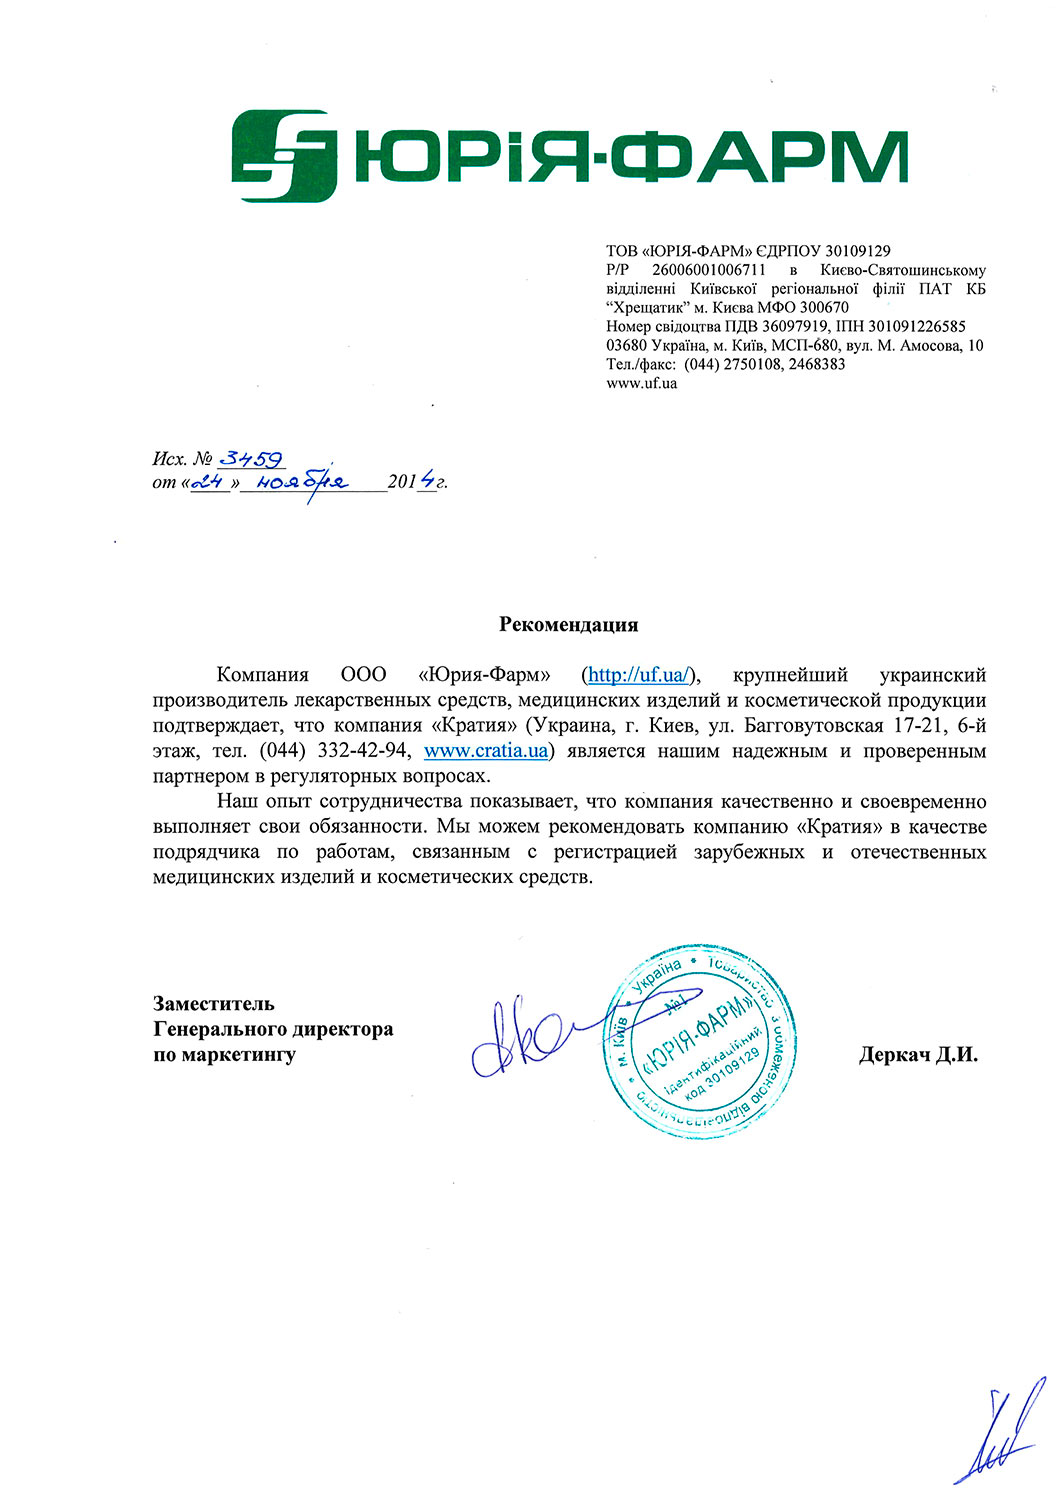 ЮРіЯ-ФАРМ
ТОВ «ЮРІЯ-ФАРМ» ЄДРПОУ 30109129
Р/Р 26006001006711 в Києво-Святошинському
відділенні Київської регіональної філії ПАТ КБ
“Хрещатик” м. Києва МФО 300670
Номер свідоцтва ПДВ 36097919, ІПН 301091226585
03680 Україна, м. Київ, МСП-680, вул. М. Амосова, 10
Тел./факс: (044) 2750108, 2468383
www.uf.ua
Исх. № 3459
от «24» ноября 2014г.
Рекомендация
Компания ООО «Юрия-Фарм» (http://uf.ua/), крупнейший украинский
производитель лекарственных средств, медицинских изделий и косметической продукции
подтверждает, что компания «Кратия» (Украина, г. Киев, ул. Багговутовская 17-21, 6-й
этаж, тел. (044) 332-42-94, www.cratia.ua) является нашим надежным и проверенным
партнером в регуляторных вопросах.
Наш опыт сотрудничества показывает, что компания качественно и своевременно
выполняет свои обязанности. Мы можем рекомендовать компанию «Кратия» в качестве
подрядчика по работам, связанным с регистрацией зарубежных и отечественных
медицинских изделий и косметических средств.
Заместитель
Генерального директора
по маркетингу
Деркач Д.И.
м. Київ * Україна * Товариство з обмеженою відповідальністю *
№1
«ЮРІЯ-ФАРМ»
Ідентифікаційний
код 30109129